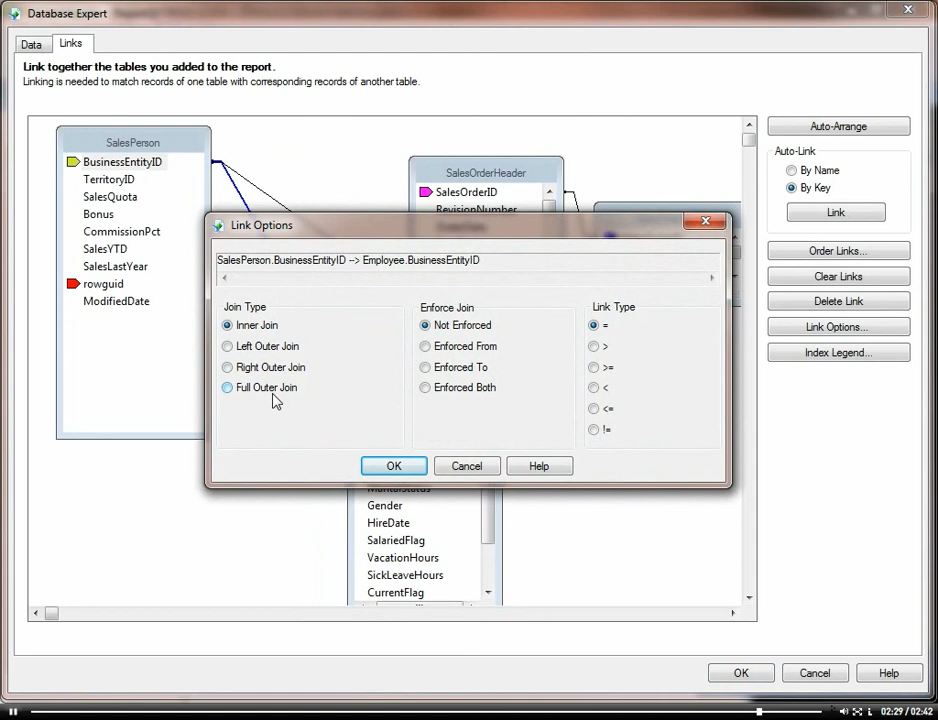 Database Expert
Data
Links
Link together the tables you added to the report.
Linking is needed to match records of one table with corresponding records of another table.
SalesPerson
BusinessEntityID
TerritoryID
SalesQuota
Bonus
CommissionPct
SalesYTD
SalesLastYear
rowguid
ModifiedDate
SalesOrderHeader
SalesOrderID
RevisionNumber
Auto-Arrange
Auto-Link
By Name
By Key
Link
Order Links...
Clear Links
Delete Link
Link Options...
Index Legend...
Link Options
SalesPerson.BusinessEntityID --> Employee.BusinessEntityID
Join Type
Inner Join
Left Outer Join
Right Outer Join
Full Outer Join
Enforce Join
Not Enforced
Enforced From
Enforced To
Enforced Both
Link Type
=
>
>=
<
<=
!=
OK
Cancel
Help
MaritalStatus
Gender
HireDate
SalariedFlag
VacationHours
SickLeaveHours
CurrentFlag
OK
Cancel
Help
02:29 / 02:42